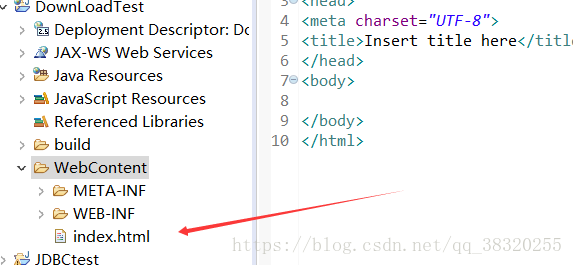 DownLoadTest
Deployment Descriptor: Do
JAX-WS Web Services
Java Resources
JavaScript Resources
Referenced Libraries
build
WebContent
META-INF
WEB-INF
index.html
JDBCtest
3 <head>
4 <meta charset="UTF-8">
5 <title>Insert title here</title
6 </head>
7 <body>
8
9 </body>
10 </html>
https://blog.csdn.net/qq_38320255